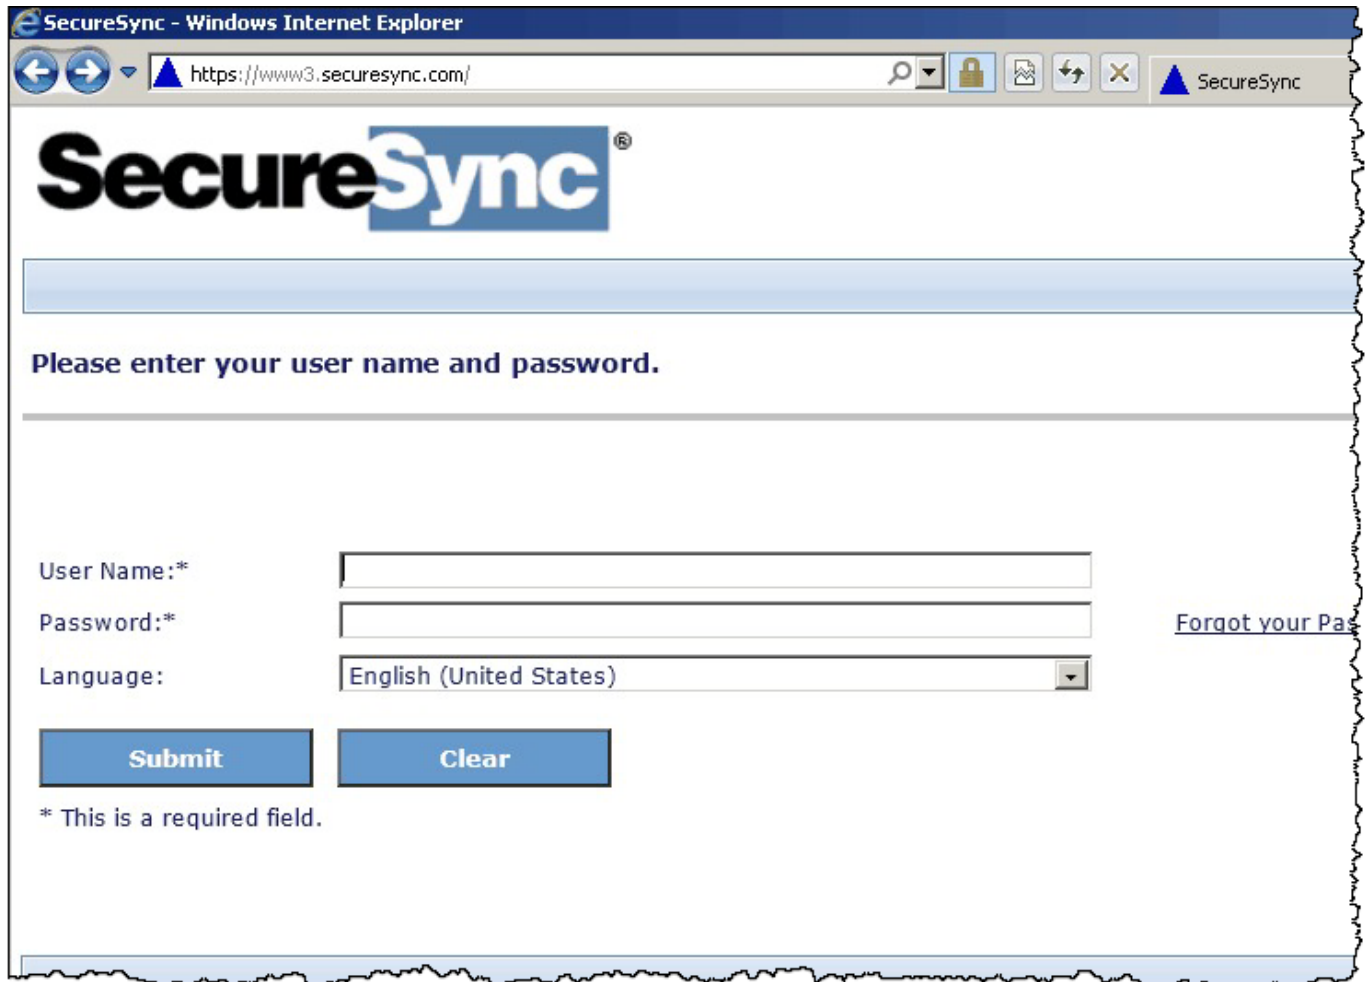 SecureSync - Windows Internet Explorer
https://www3.securesync.com/
SecureSync
SecureSync®
Please enter your user name and password.
User Name:*
Password:*
Forgot your Pas
Language:
English (United States)
Submit
Clear
* This is a required field.